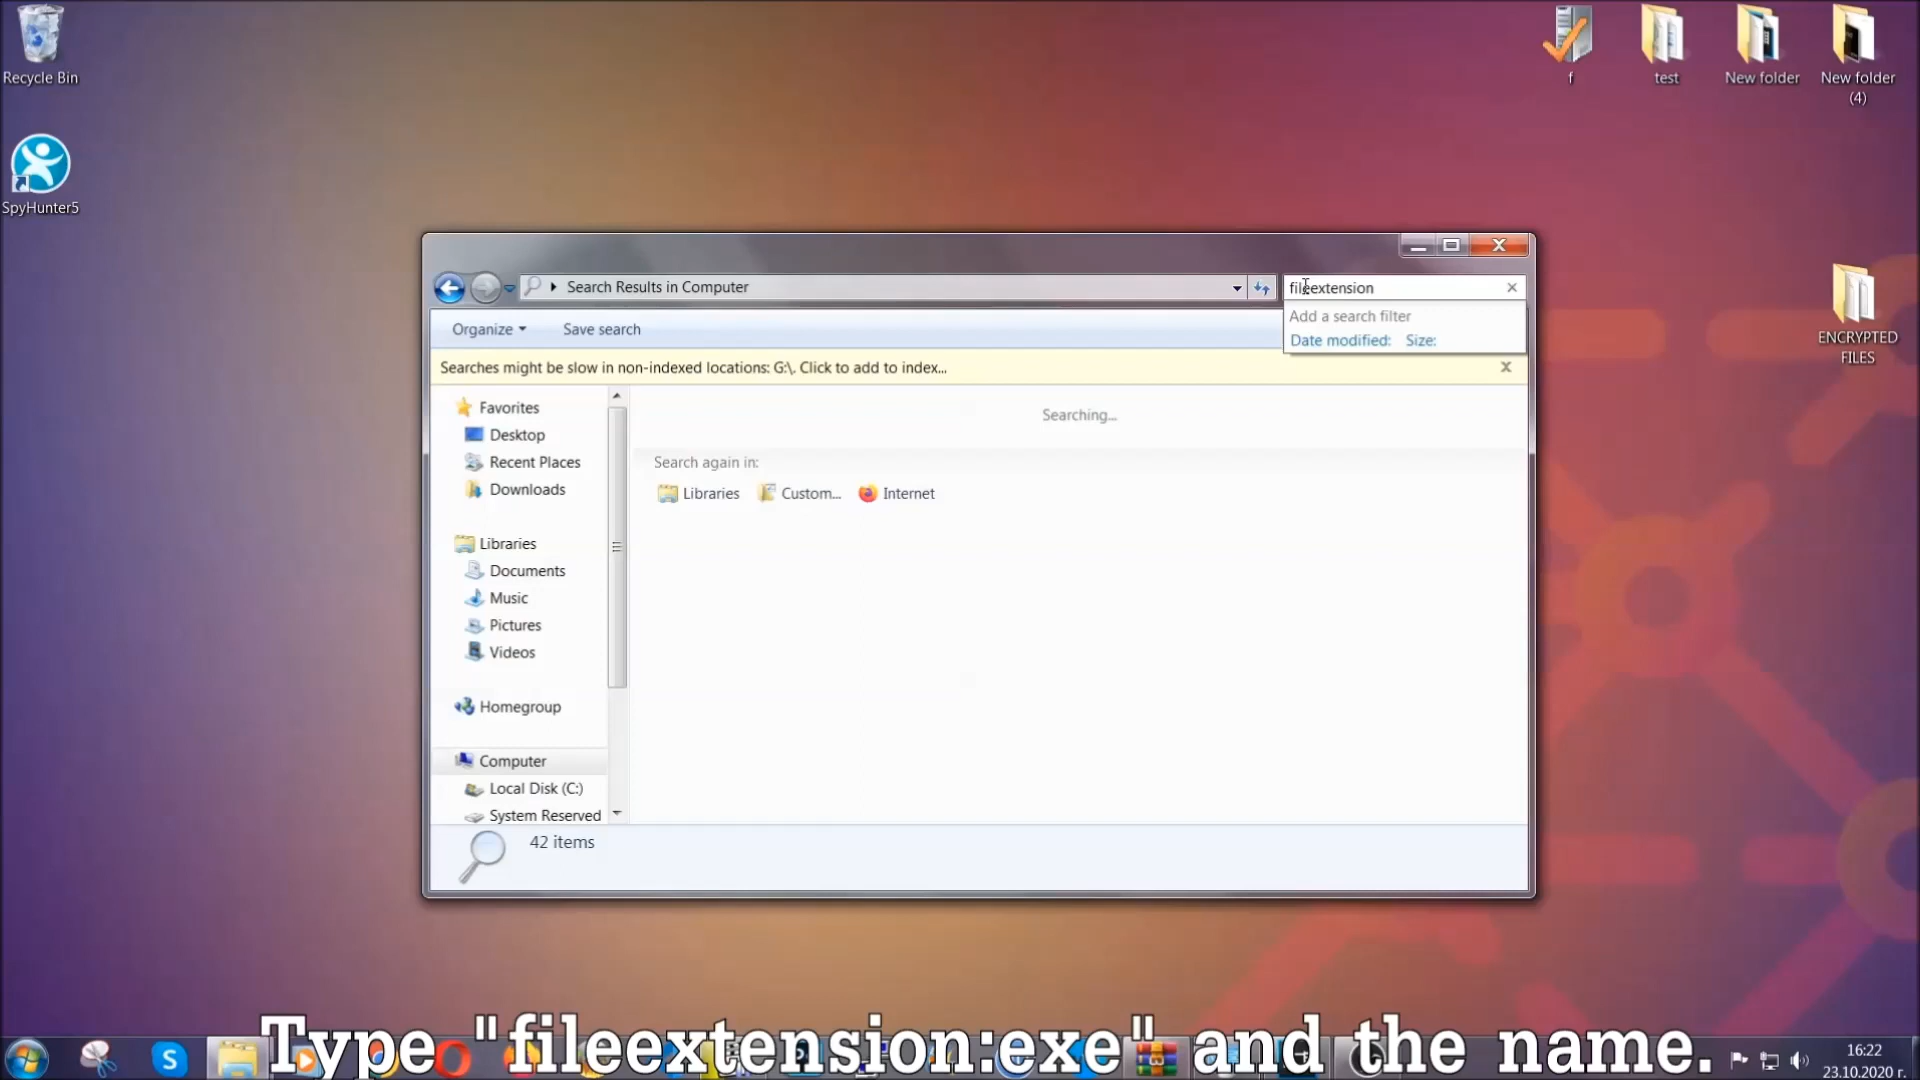 Recycle Bin
SpyHunter5
f
test
New folder
New folder
(4)
ENCRYPTED
FILES
Search Results in Computer
fileextension
Add a search filter
Date modified: Size:
Organize
Save search
Searches might be slow in non-indexed locations: G:\. Click to add to index...
Favorites
Desktop
Recent Places
Downloads
Libraries
Documents
Music
Pictures
Videos
Homegroup
Computer
Local Disk (C:)
System Reserved
Searching...
Search again in:
Libraries
Custom...
Internet
42 items
Type "fileextension:exe" and the name.
16:22
23.10.2020 г.